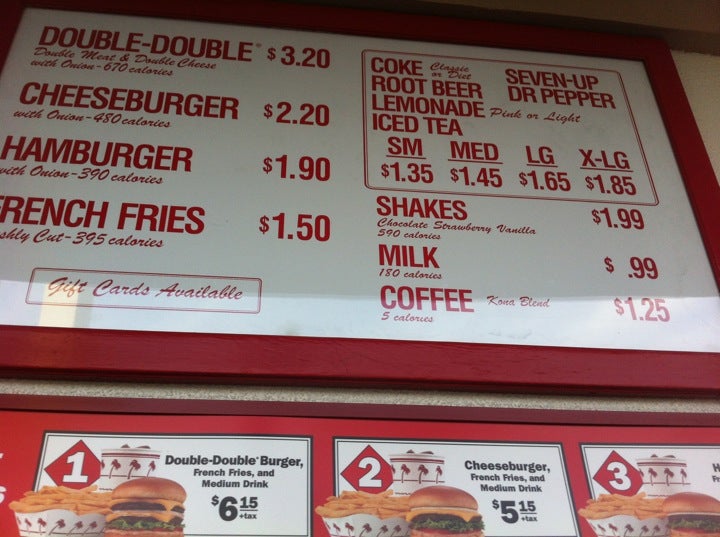 DOUBLE-DOUBLE® $3.20
Double Meat & Double Cheese
with Onion-670 calories
CHEESEBURGER $2.20
with Onion-480 calories
HAMBURGER $1.90
with Onion-390 calories
FRENCH FRIES $1.50
shly Cut-395 calories
Gift Cards Available
COKE Classic or Diet
SEVEN-UP
ROOT BEER
DR PEPPER
LEMONADE Pink or Light
ICED TEA
SM MED LG X-LG
$1.35 $1.45 $1.65 $1.85
SHAKES $1.99
Chocolate Strawberry Vanilla
590 calories
MILK $.99
180 calories
COFFEE Kona Blend $1.25
5 calories
1
Double-Double® Burger,
French Fries, and
Medium Drink
$6 15
+tax
2
Cheeseburger,
French Fries, and
Medium Drink
$5 15
+tax
3